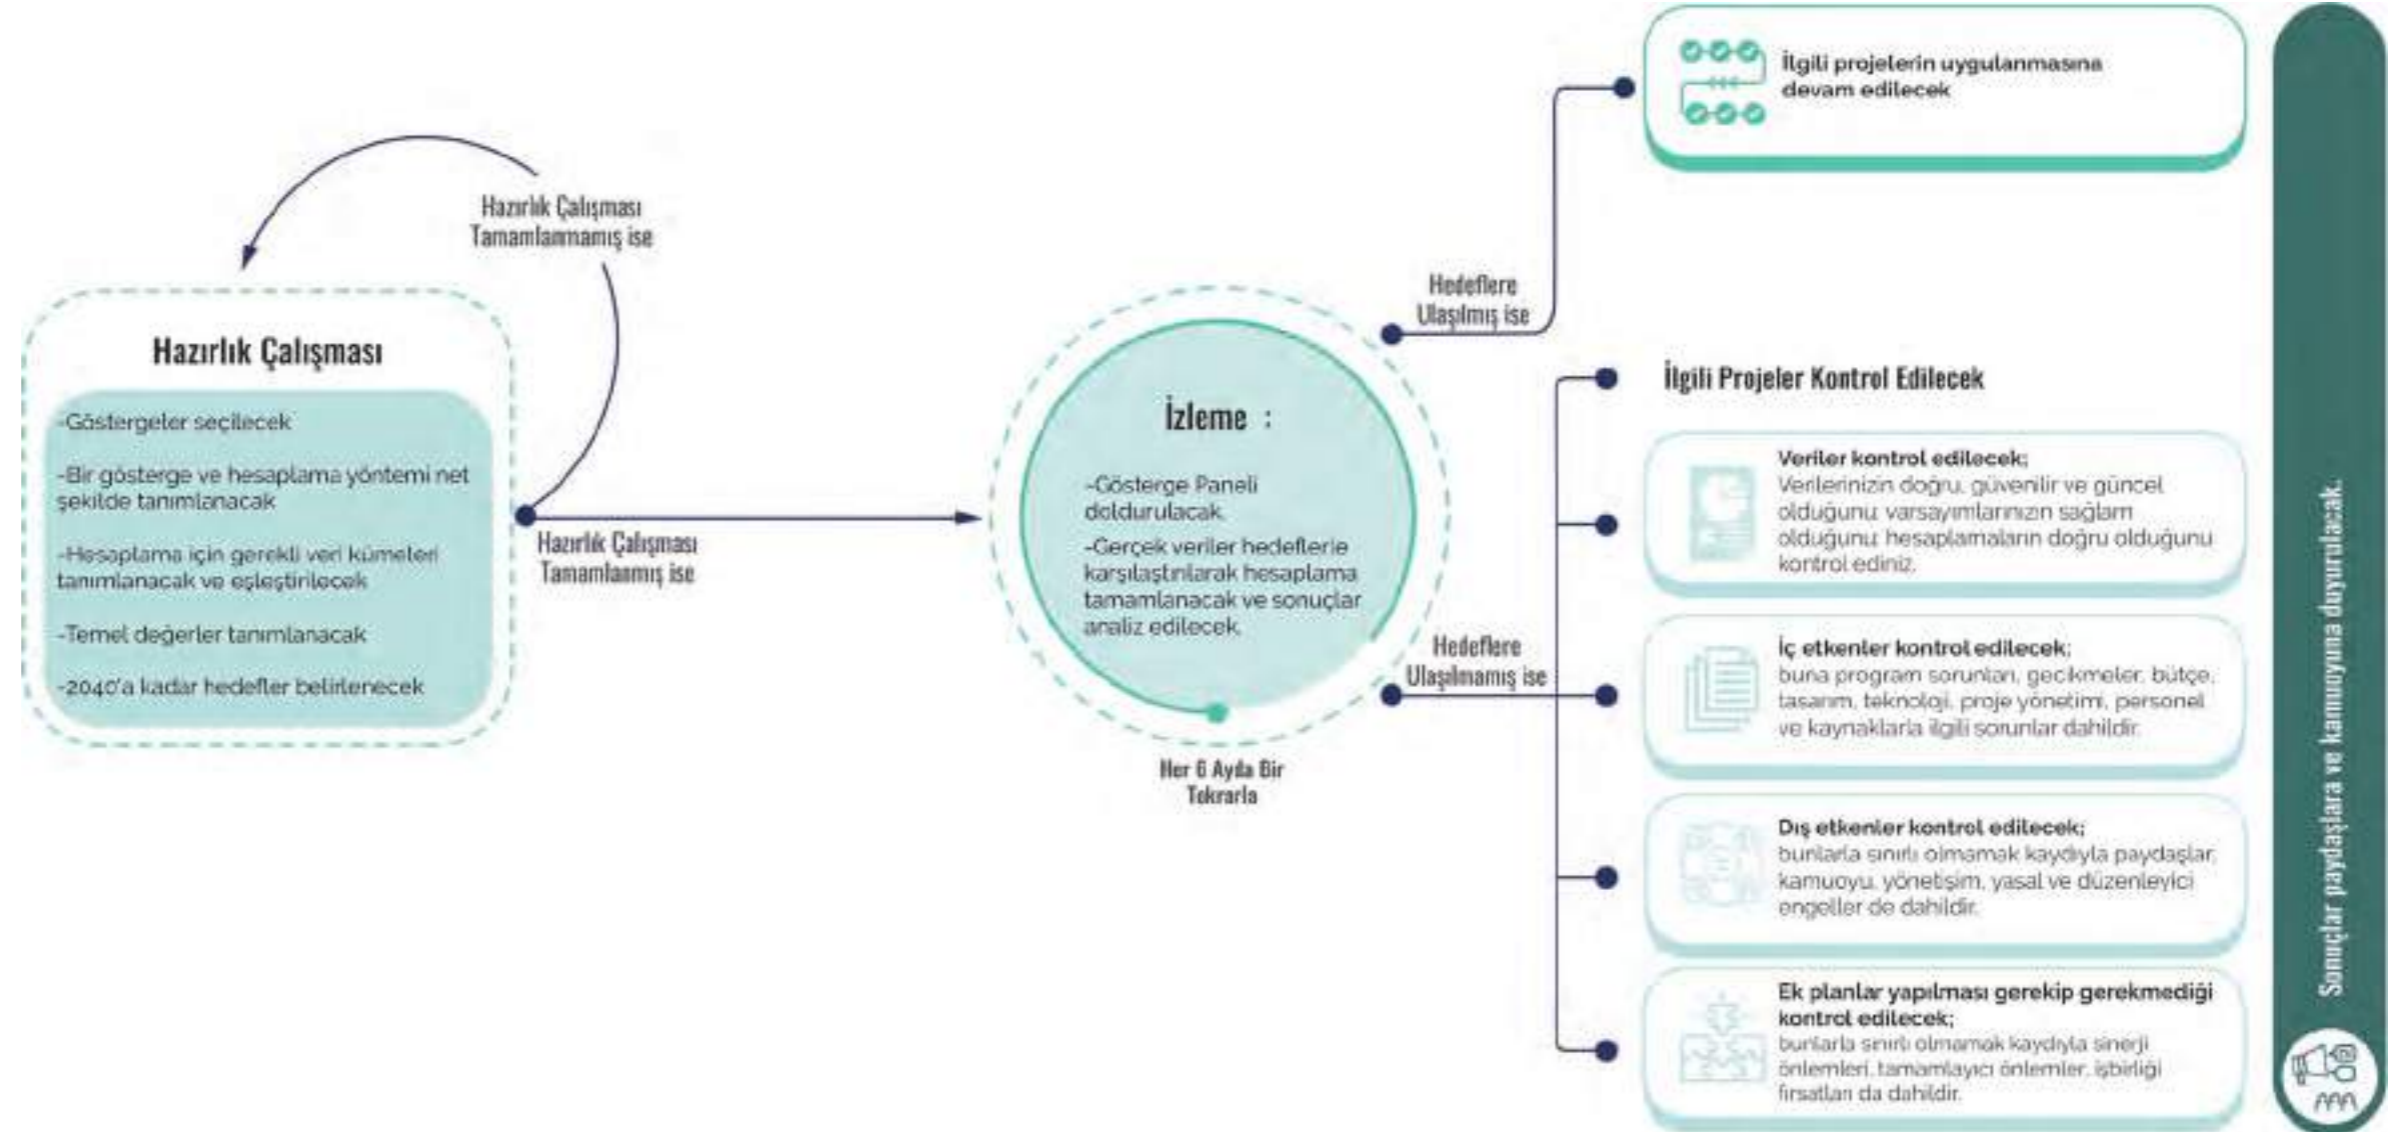 Hazırlık Çalışması
Tamamlanmamış ise
Hazırlık Çalışması
-Göstergeler seçilecek
-Bir gösterge ve hesaplama yöntemi net
şekilde tanımlanacak
-Hesaplama için gerekli veri kümeleri
tanımlanacak ve eşleştirilecek
-Temel değerler tanımlanacak
-2040'a kadar hedefler belirlenecek
Hazırlık Çalışması
Tamamlanmış ise
İzleme :
-Gösterge Paneli
doldurulacak.
-Gerçek veriler hedeflerle
karşılaştırılarak hesaplama
tamamlanacak ve sonuçlar
analiz edilecek.
Her 6 Ayda Bir
Tekrarla
Hedeflere
Ulaşılmış ise
Hedeflere
Ulaşılmamış ise
İlgili projelerin uygulanmasına
devam edilecek
İlgili Projeler Kontrol Edilecek
Veriler kontrol edilecek;
Verilerinizin doğru, güvenilir ve güncel
olduğunu; varsayımlarınızın sağlam
olduğunu; hesaplamaların doğru olduğunu
kontrol ediniz.
İç etkenler kontrol edilecek;
buna program sorunları, gecikmeler, bütçe,
tasarım, teknoloji, proje yönetimi, personel
ve kaynaklarla ilgili sorunlar dahildir.
Dış etkenler kontrol edilecek;
bunlarla sınırlı olmamak kaydıyla paydaşlar,
kamuoyu, yönetişim, yasal ve düzenleyici
engeller de dahildir.
Ek planlar yapılması gerekip gerekmediği
kontrol edilecek;
bunlarla sınırlı olmamak kaydıyla sinerji
önlemleri, tamamlayıcı önlemler, işbirliği
fırsatları da dahildir.
Sonuçlar paydaşlara ve kamuoyuna duyurulacak.